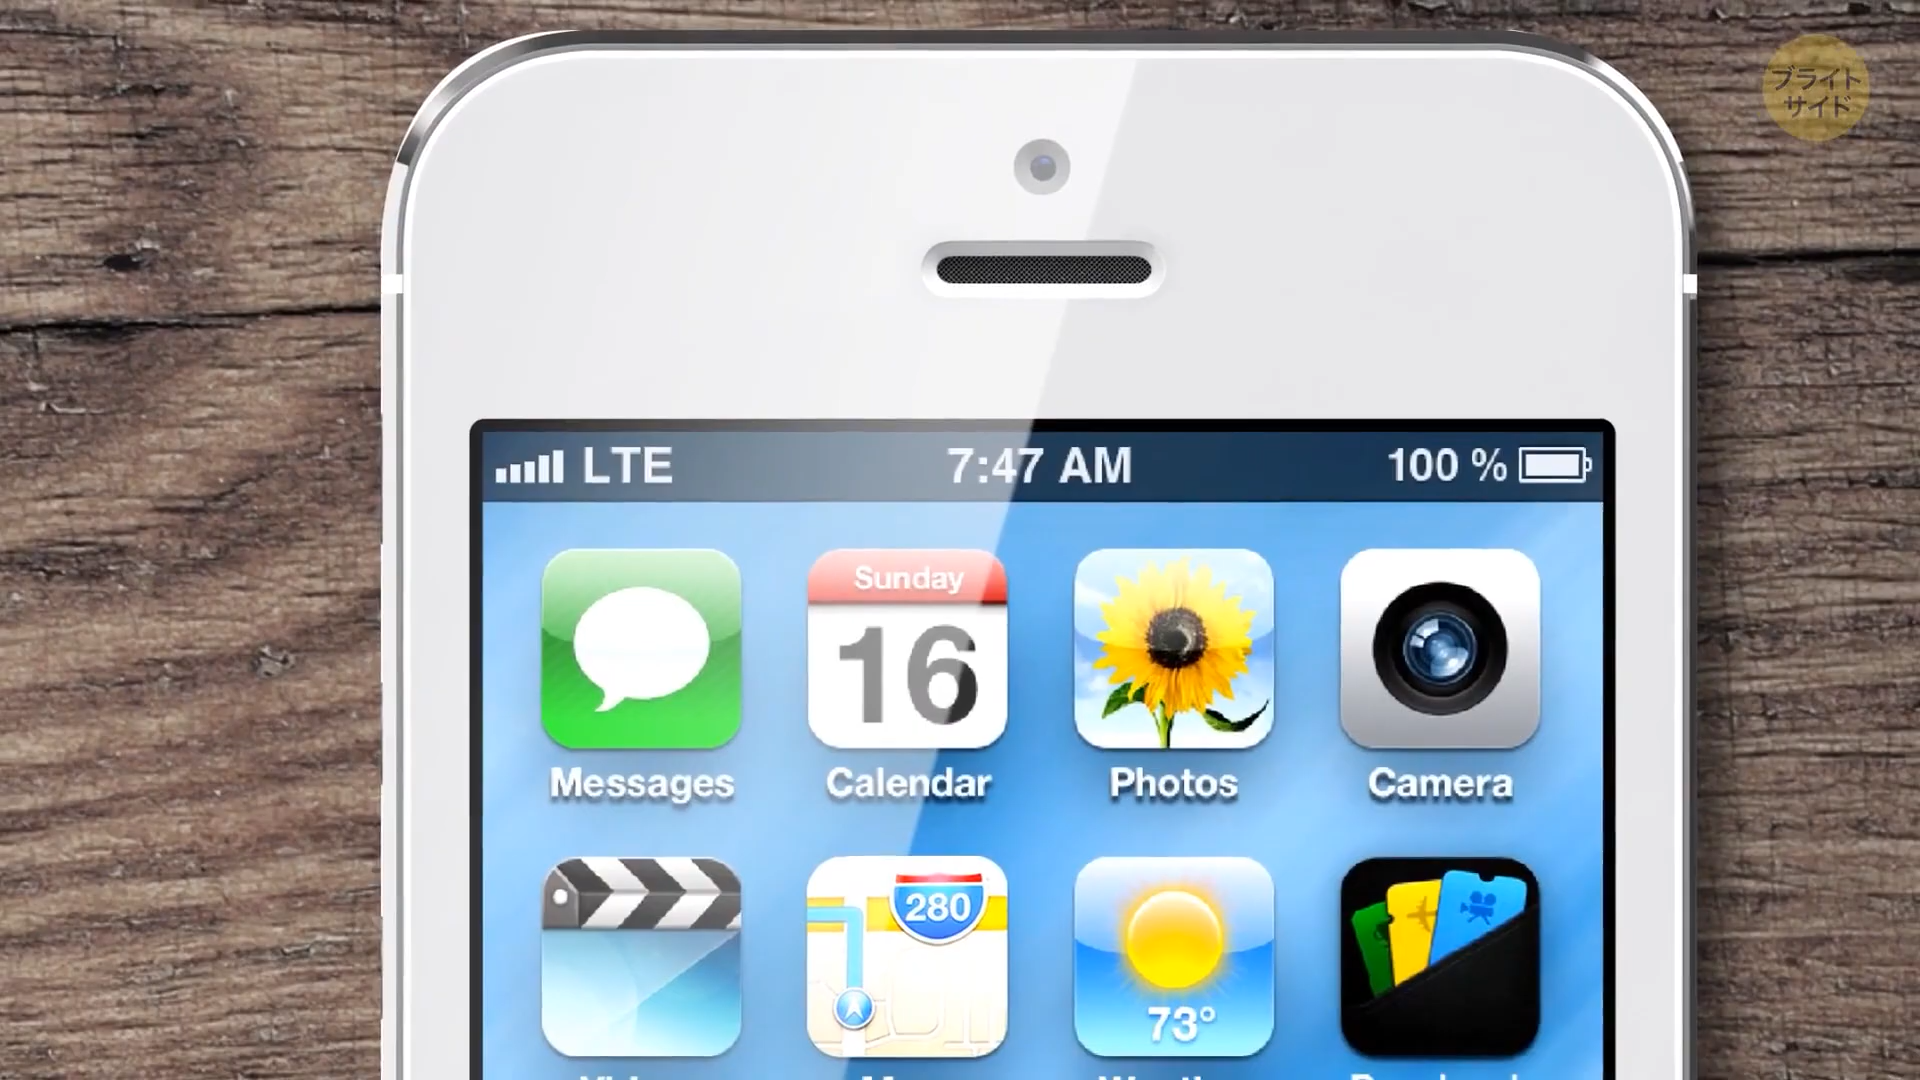 ブライト
サイド
LTE 7:47 AM 100 %
Sunday
16
Messages Calendar Photos Camera
280
73°